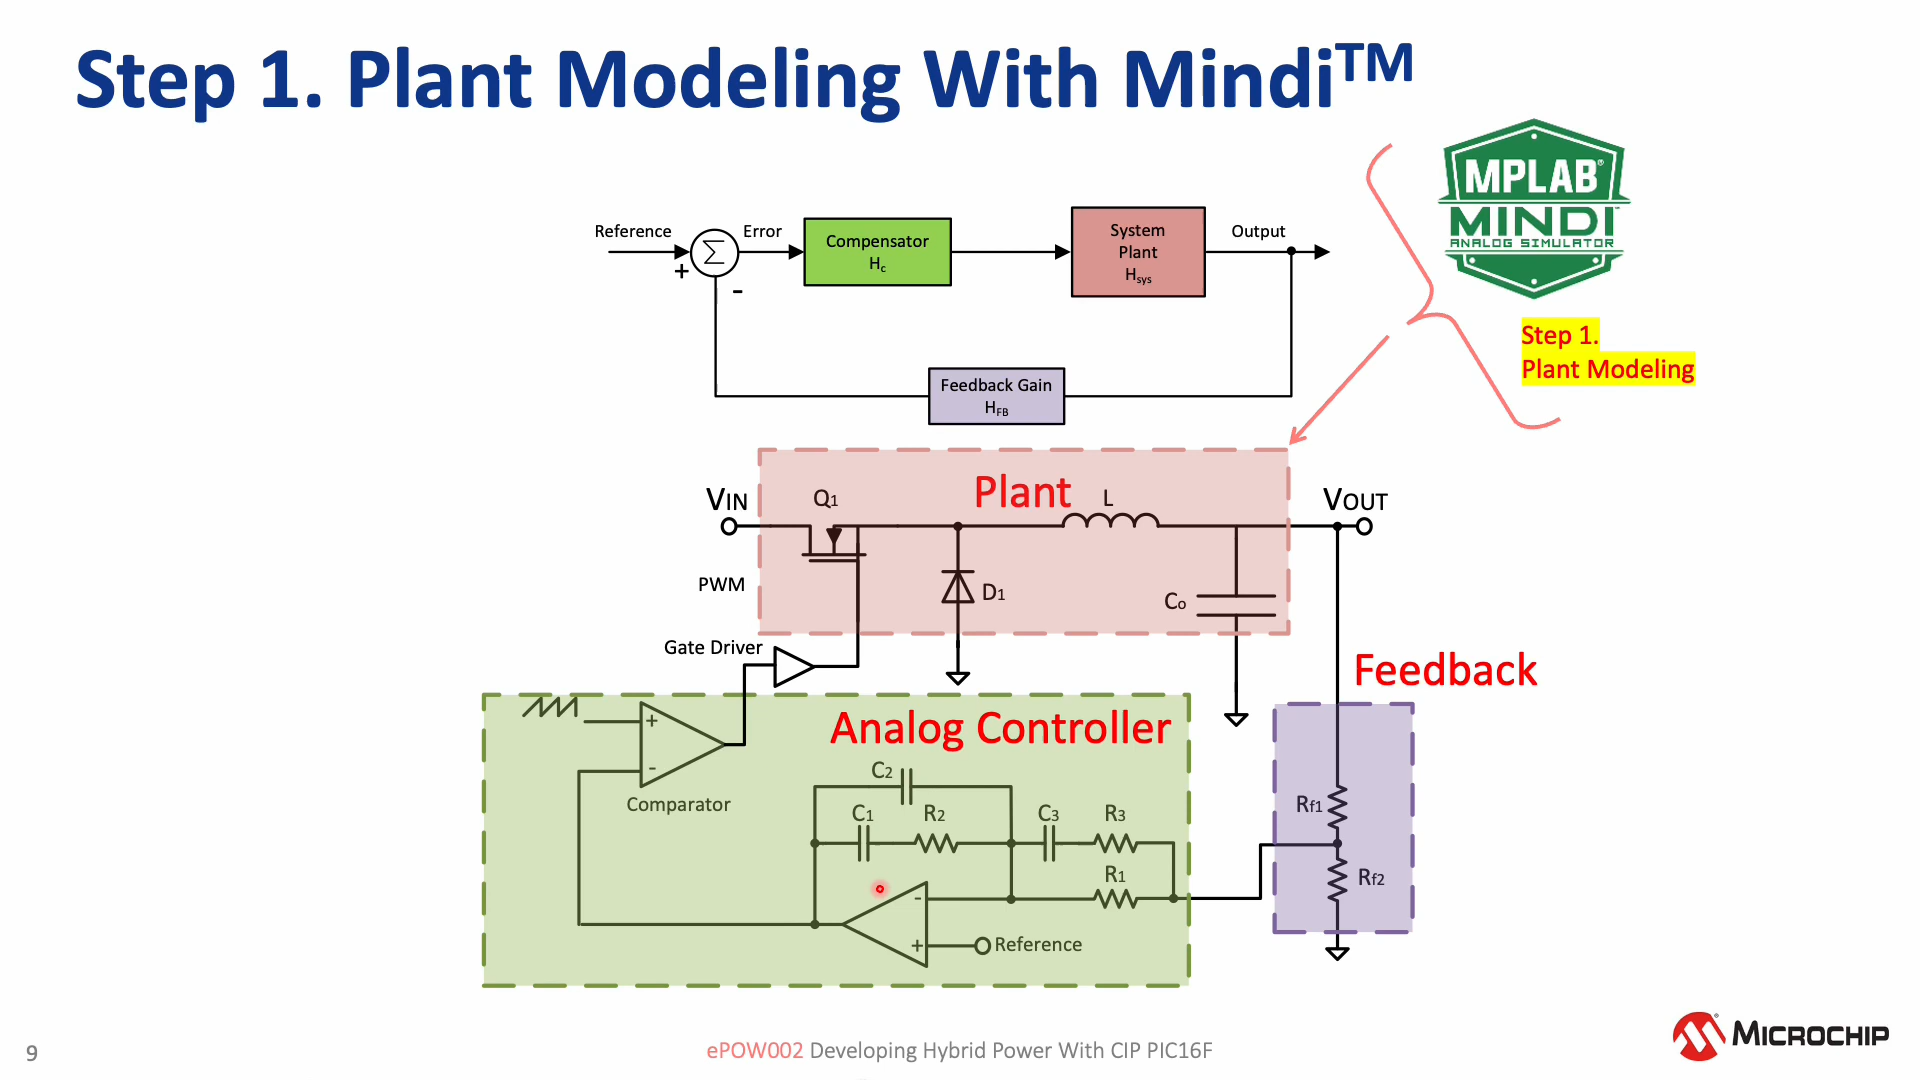 Step 1. Plant Modeling With Mindi™
MPLAB®
MINDI™
ANALOG SIMULATOR
Step 1.
Plant Modeling
Reference
+
-
Σ
Error
Compensator
Hc
System
Plant
Hsys
Output
Feedback Gain
HFB
Plant
VIN
Q1
L
VOUT
PWM
D1
Co
Gate Driver
Feedback
Analog Controller
+
-
Comparator
C2
C1
R2
C3
R3
R1
-
+
Reference
Rf1
Rf2
9
ePOW002 Developing Hybrid Power With CIP PIC16F
MICROCHIP